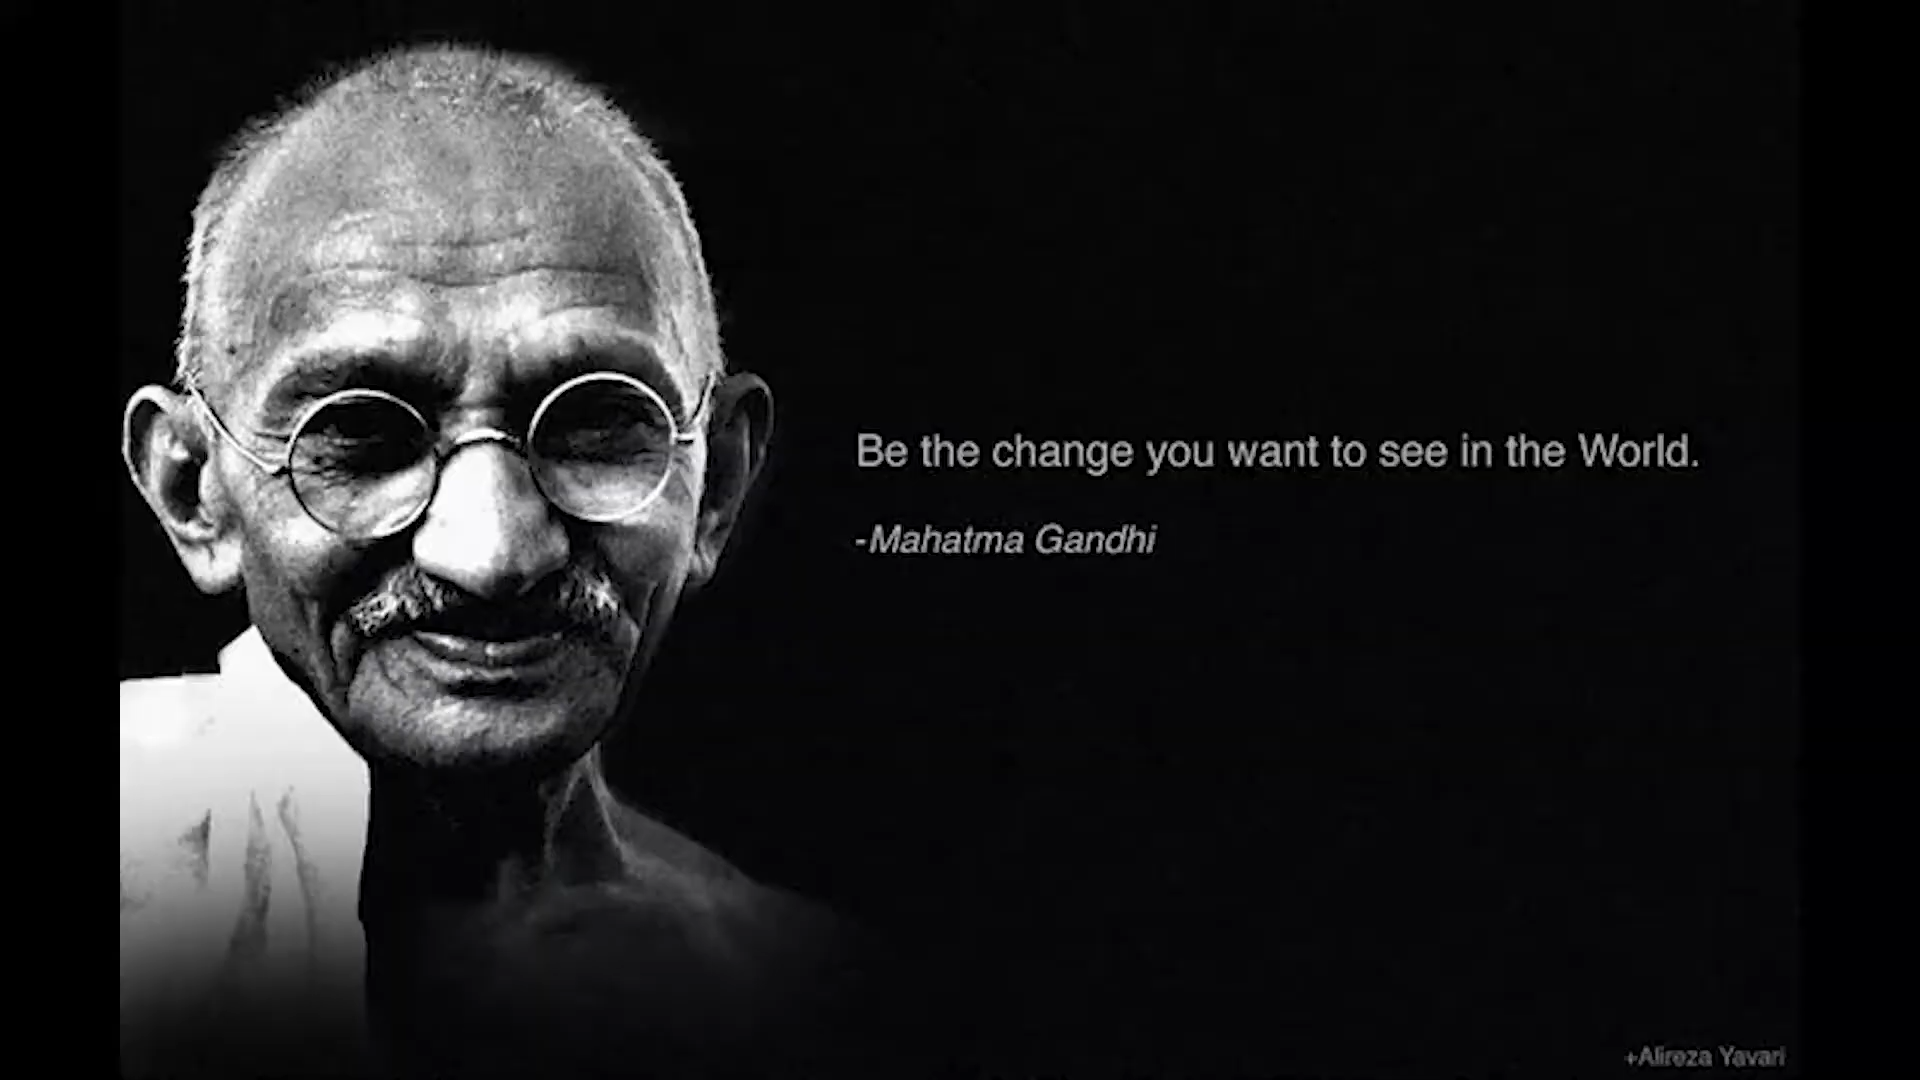 Be the change you want to see in the World.
-Mahatma Gandhi
+Alireza Yavari